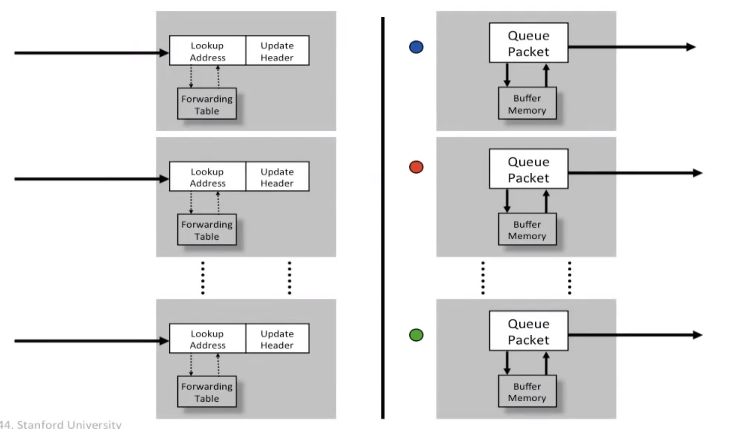 Lookup
Address
Update
Header
Forwarding
Table
Queue
Packet
Buffer
Memory
Lookup
Address
Update
Header
Forwarding
Table
Queue
Packet
Buffer
Memory
Lookup
Address
Update
Header
Forwarding
Table
Queue
Packet
Buffer
Memory
44. Stanford University